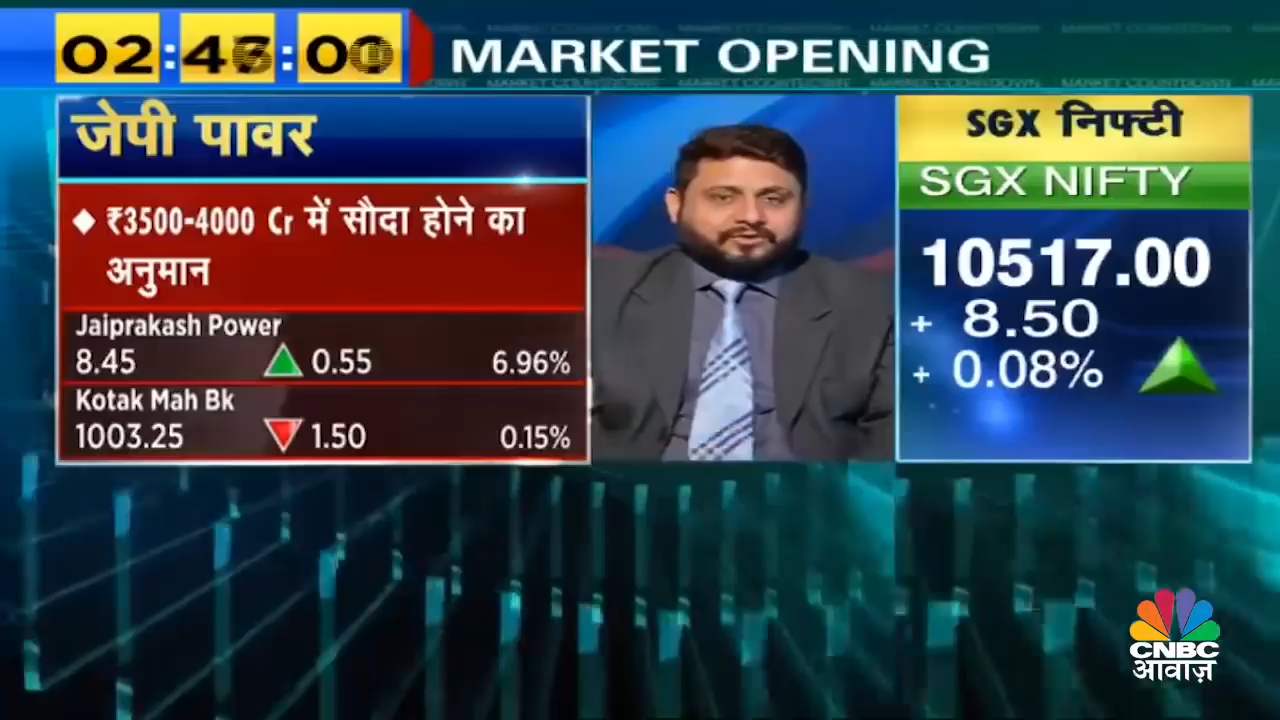 MARKET OPENING
जेपी पावर
◆ ₹3500-4000 Cr में सौदा होने का
अनुमान
Jaiprakash Power
8.45 ▲ 0.55 6.96%
Kotak Mah Bk
1003.25 ▼ 1.50 0.15%
SGX निफ्टी
SGX NIFTY
10517.00
+ 8.50
+ 0.08% ▲
CNBC
आवाज़